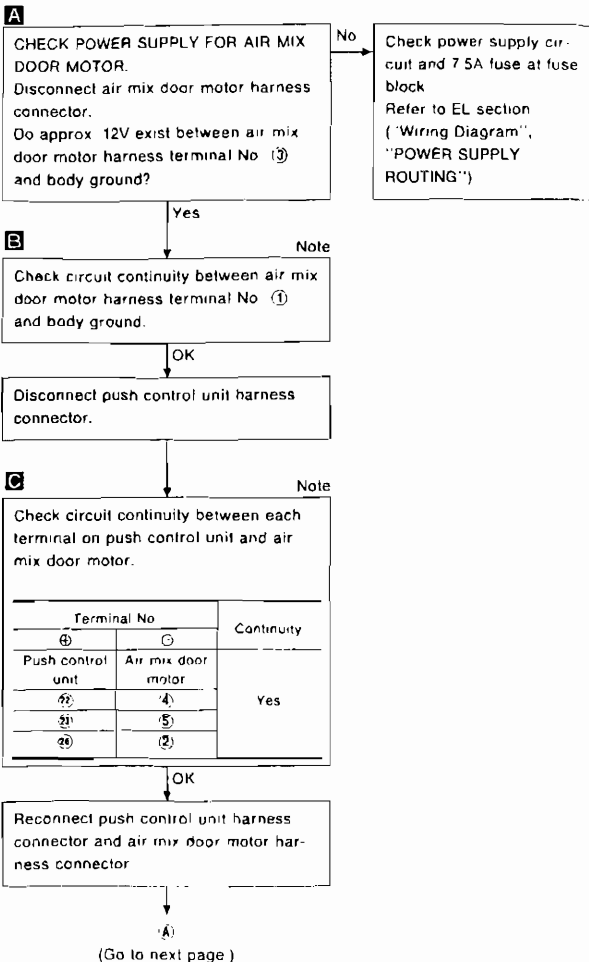 A
CHECK POWER SUPPLY FOR AIR MIX
DOOR MOTOR.
Disconnect air mix door motor harness
connector.
Do approx 12V exist between air mix
door motor harness terminal No ③
and body ground?
No
Check power supply cir-
cuit and 7 5A fuse at fuse
block
Refer to EL section
("Wiring Diagram",
"POWER SUPPLY
ROUTING")
Yes
B
Note
Check circuit continuity between air mix
door motor harness terminal No ①
and body ground.
OK
Disconnect push control unit harness
connector.
C
Note
Check circuit continuity between each
terminal on push control unit and air
mix door motor.
Terminal No
Continuity
⊕ ⊖
Push control Air mix door
unit motor
㉒ ④
Yes
⑤
②
OK
Reconnect push control unit harness
connector and air mix door motor har-
ness connector
Ⓐ
(Go to next page)